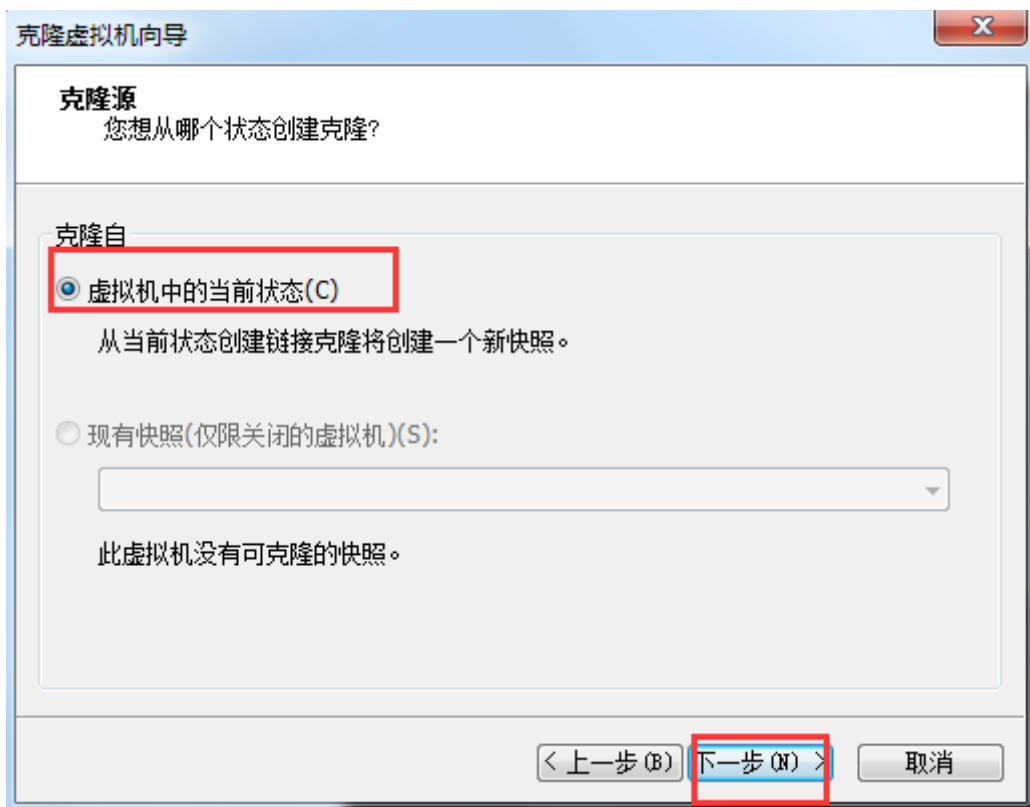 克隆虚拟机向导
克隆源
您想从哪个状态创建克隆?
克隆自
虚拟机中的当前状态(C)
从当前状态创建链接克隆将创建一个新快照。
现有快照(仅限关闭的虚拟机)(S):
此虚拟机没有可克隆的快照。
< 上一步(B) 下一步(N) > 取消